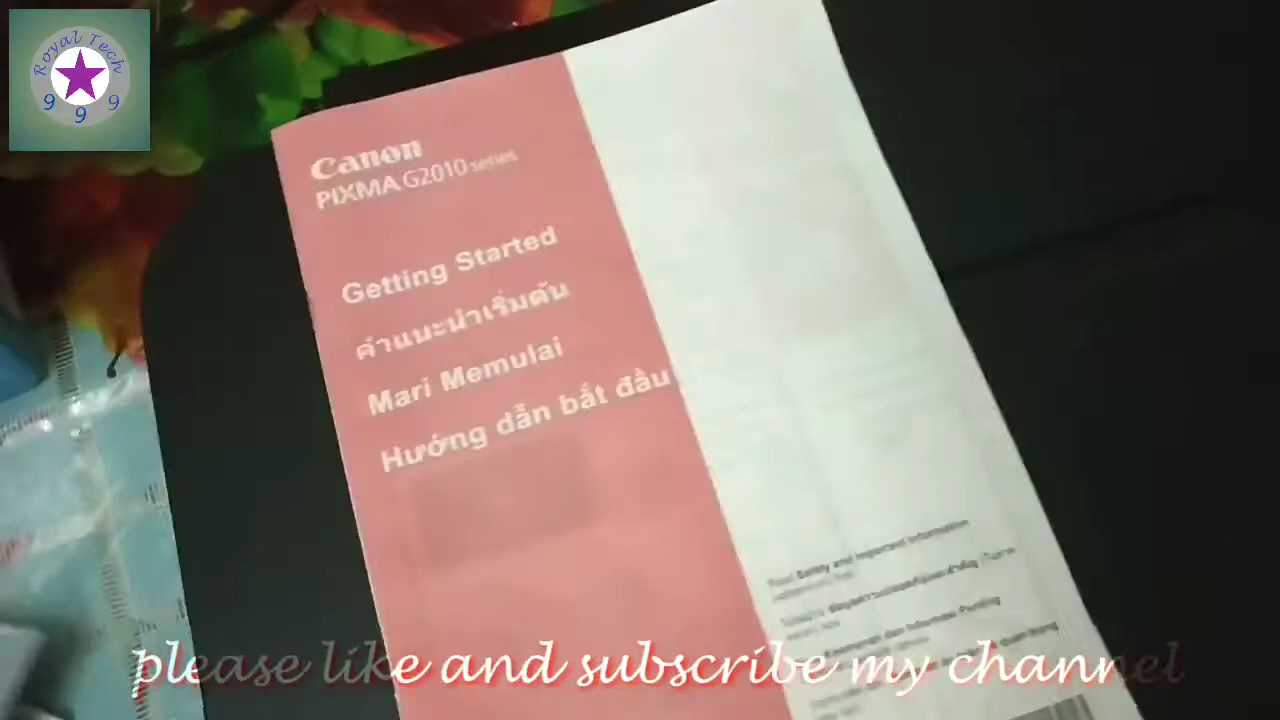 Royal Tech
9 9 9
Canon
PIXMA G2010 series
Getting Started
คำแนะนำเริ่มต้น
Mari Memulai
Hướng dẫn bắt đầu
Read Safety and Important Information
please like and subscribe my channel